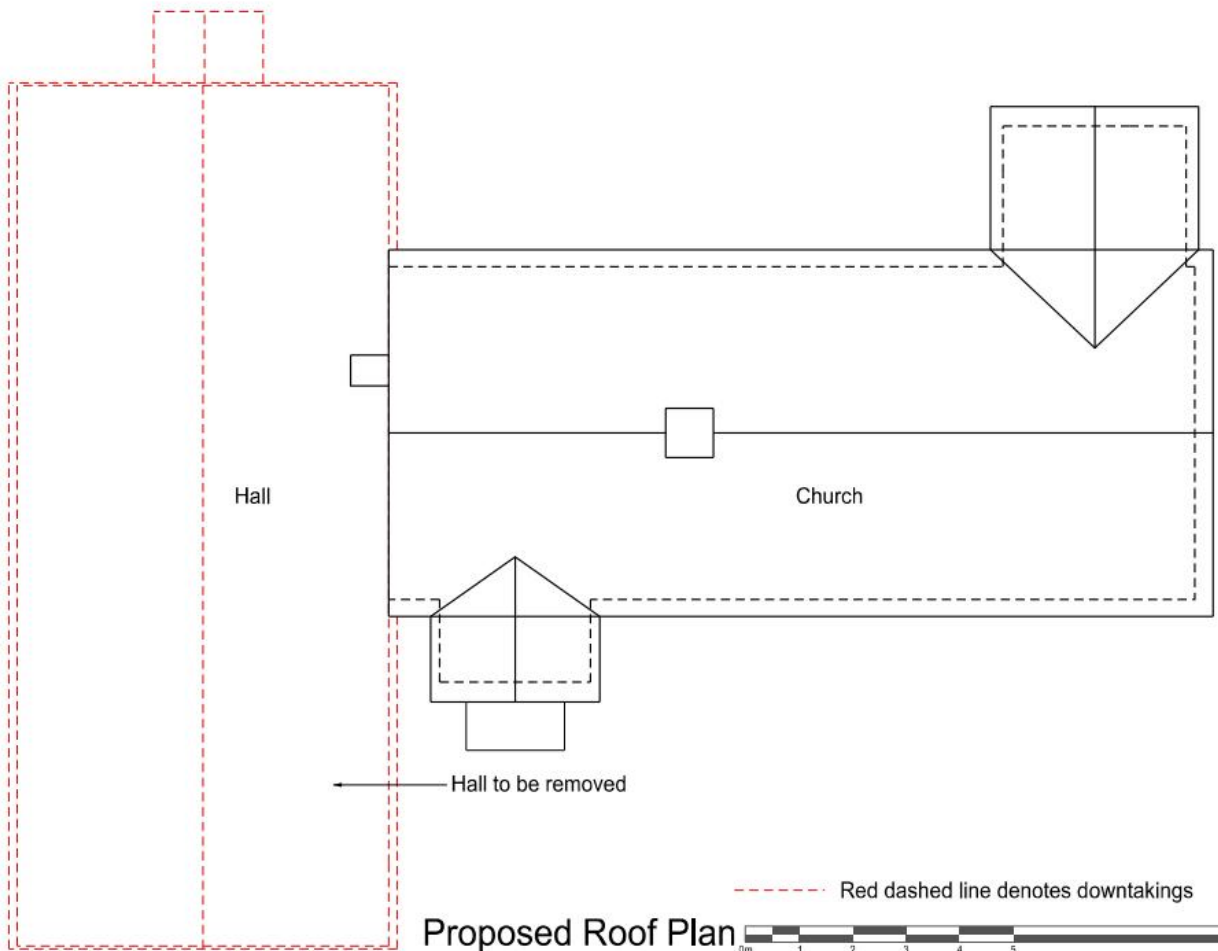 Hall
Church
Hall to be removed
Red dashed line denotes downtakings
Proposed Roof Plan
0m 1 2 3 4 5